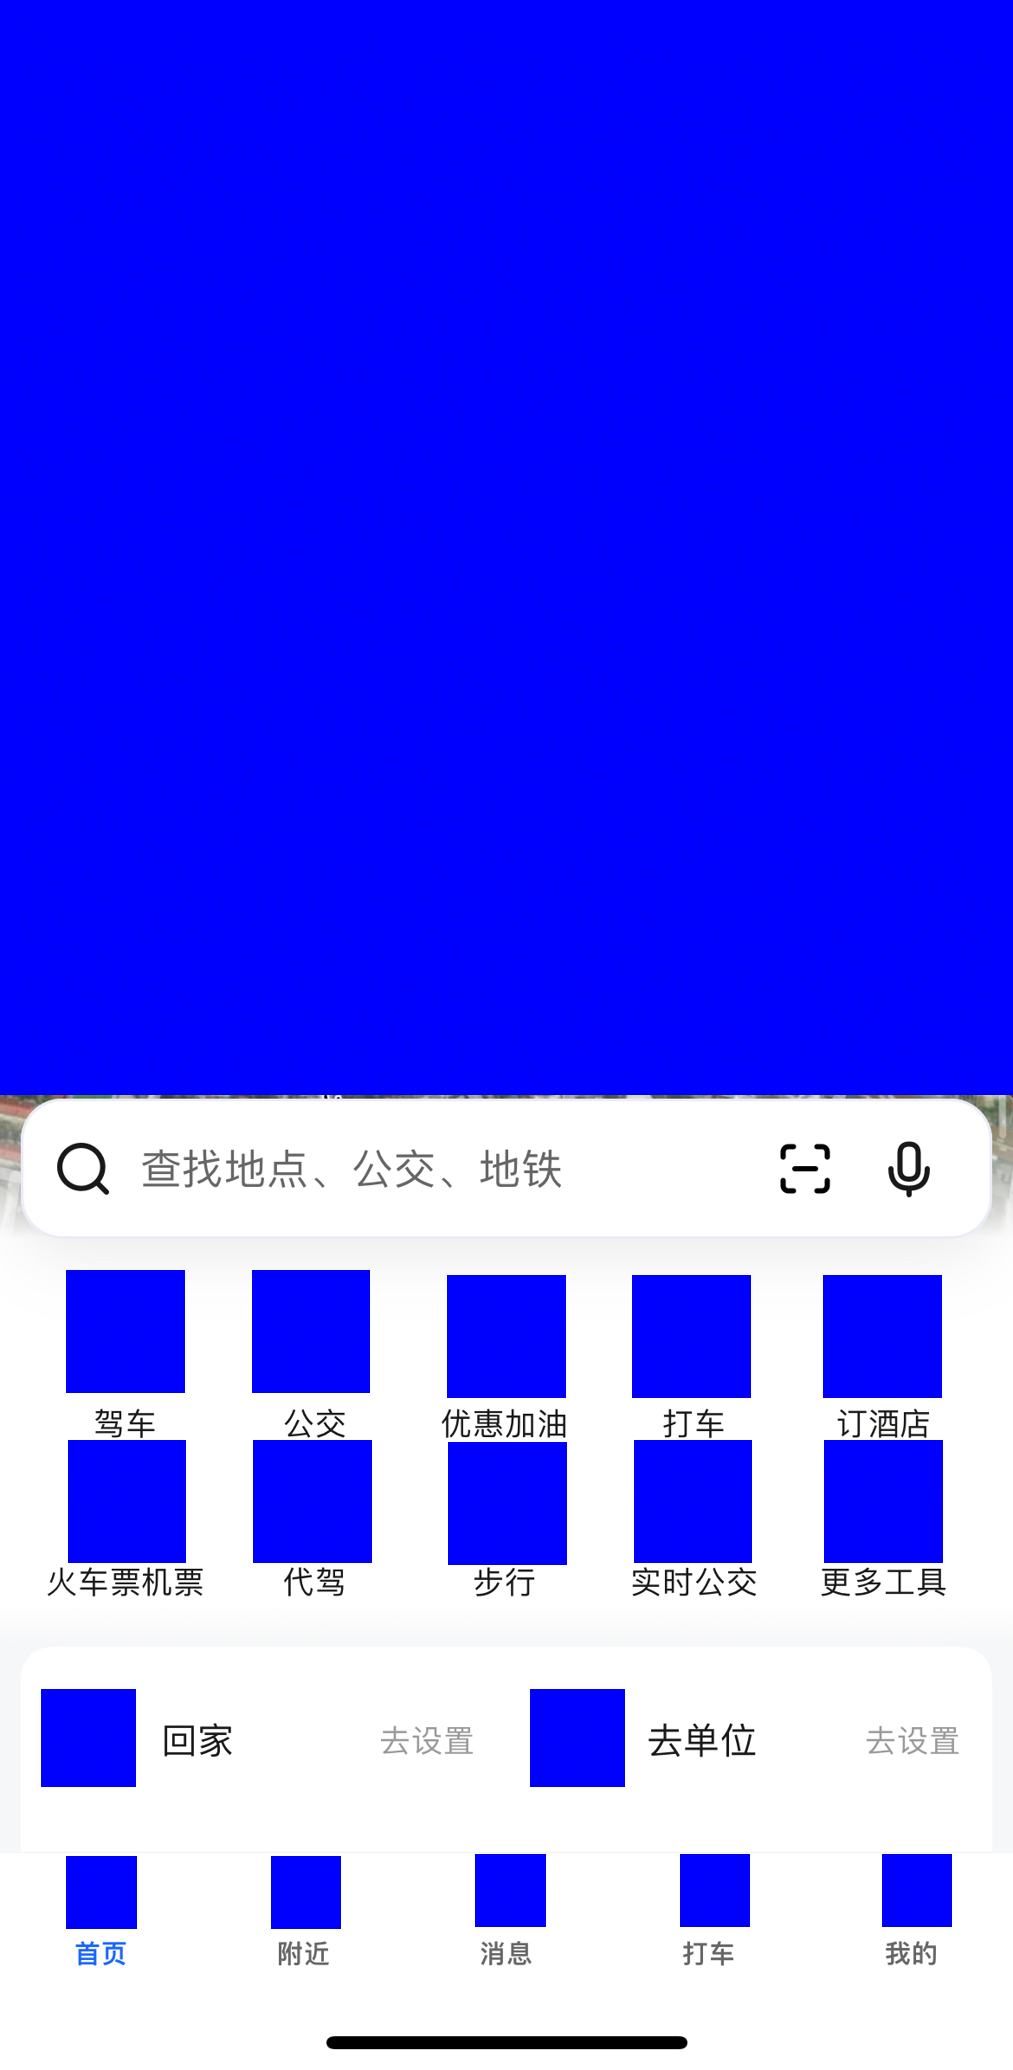 查找地点、公交、地铁
驾车 公交 优惠加油 打车 订酒店
火车票机票 代驾 步行 实时公交 更多工具
回家 去设置 去单位 去设置
首页 附近 消息 打车 我的